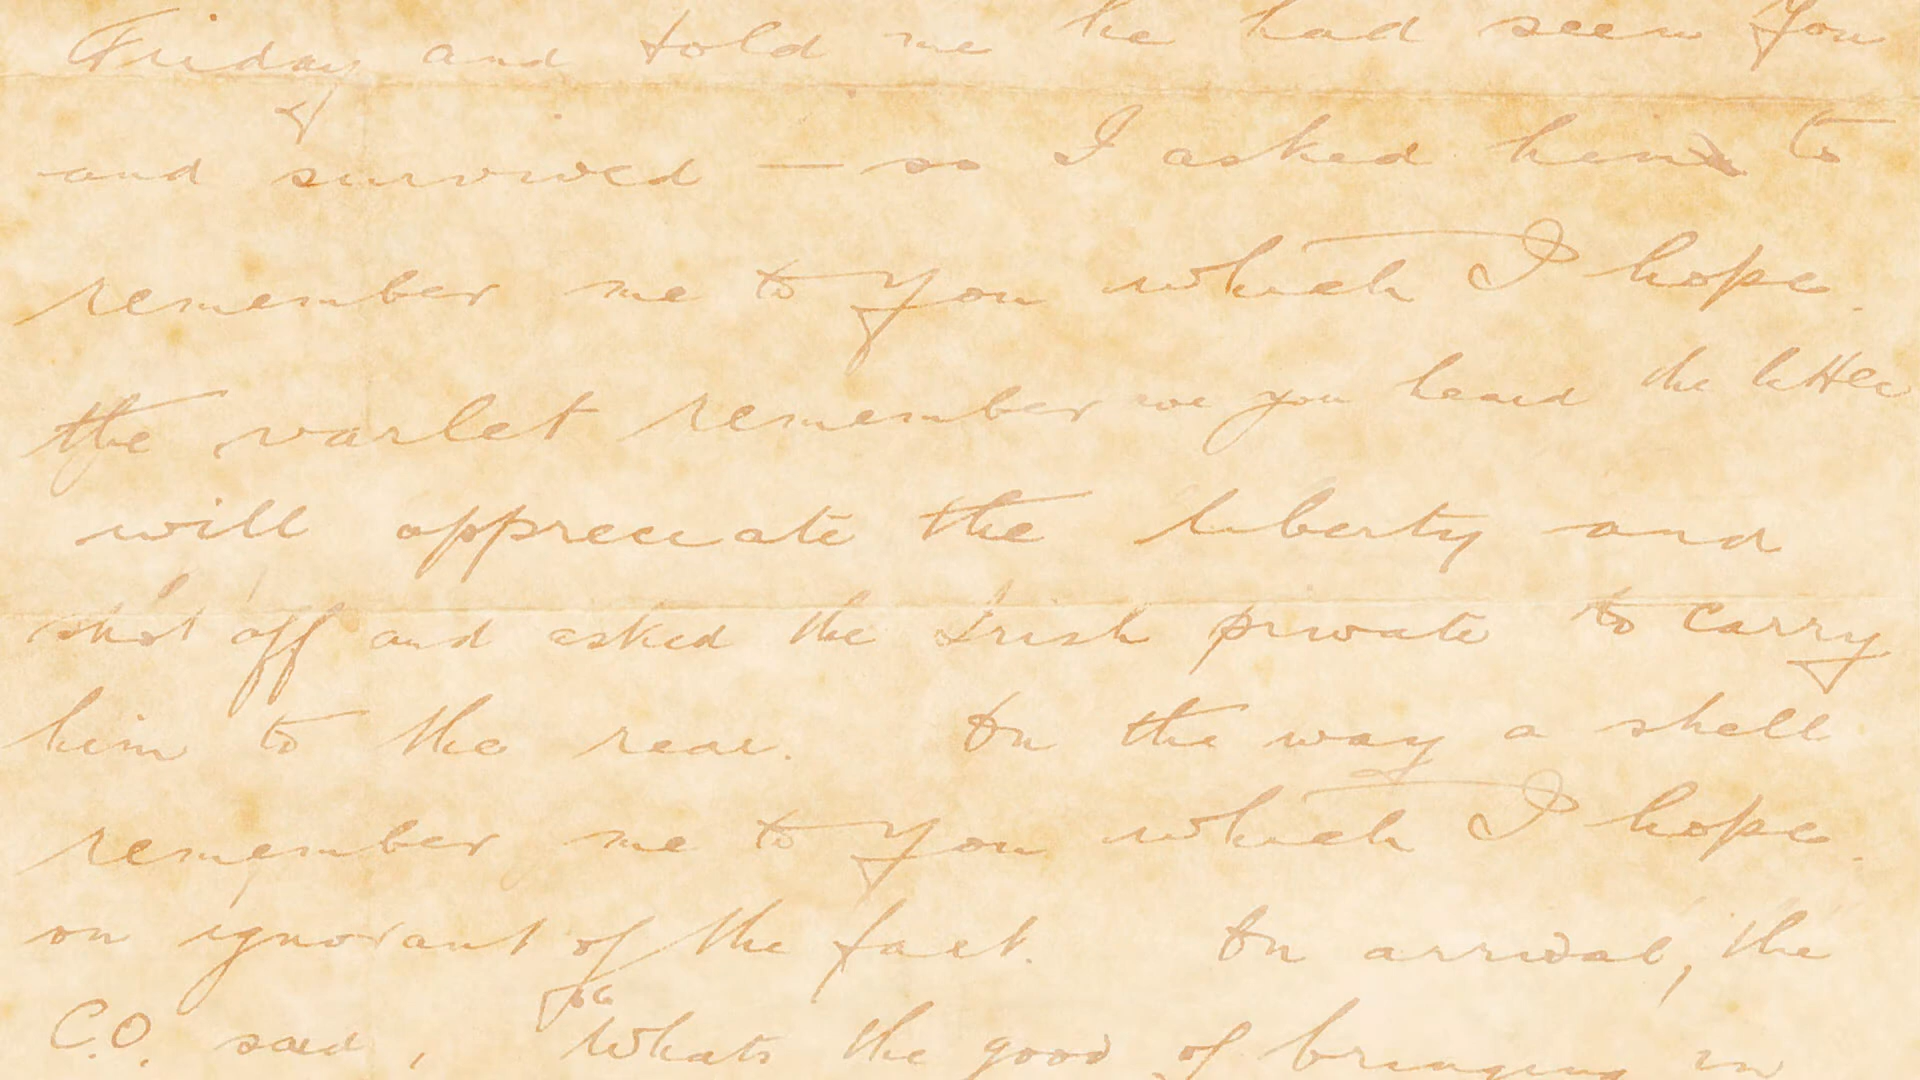 Friday and told me he had seen you
and survived — so I asked him to
remember me to you which I hope.
the varlet remember me you heard the letter
will appreciate the liberty and
shot off and asked the Irish private to carry
him to the rear. On the way a shell
remember me to you which I hope.
on ignorant of the fact. On arrival, the
C.O. said, "Whats the good of bringing in